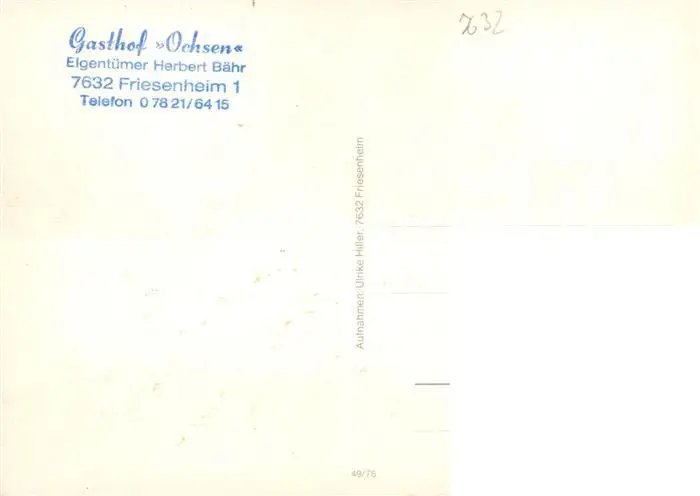 Gasthof »Ochsen«
Eigentümer Herbert Bähr
7632 Friesenheim 1
Telefon 0 78 21/64 15
Z32
Aufnahmen: Ulrike Hiller, 7632 Friesenheim
49/76